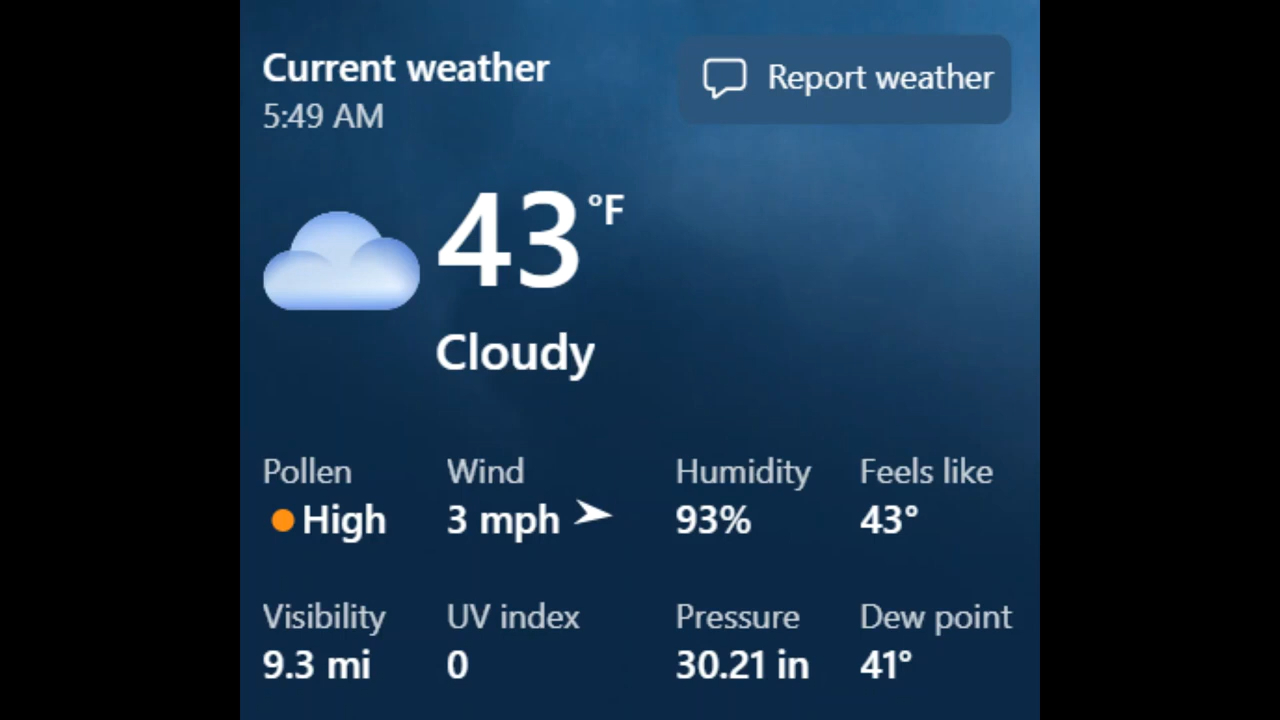 Current weather
Report weather
5:49 AM
43 °F
Cloudy
Pollen Wind Humidity Feels like
High 3 mph 93% 43°
Visibility UV index Pressure Dew point
9.3 mi 0 30.21 in 41°